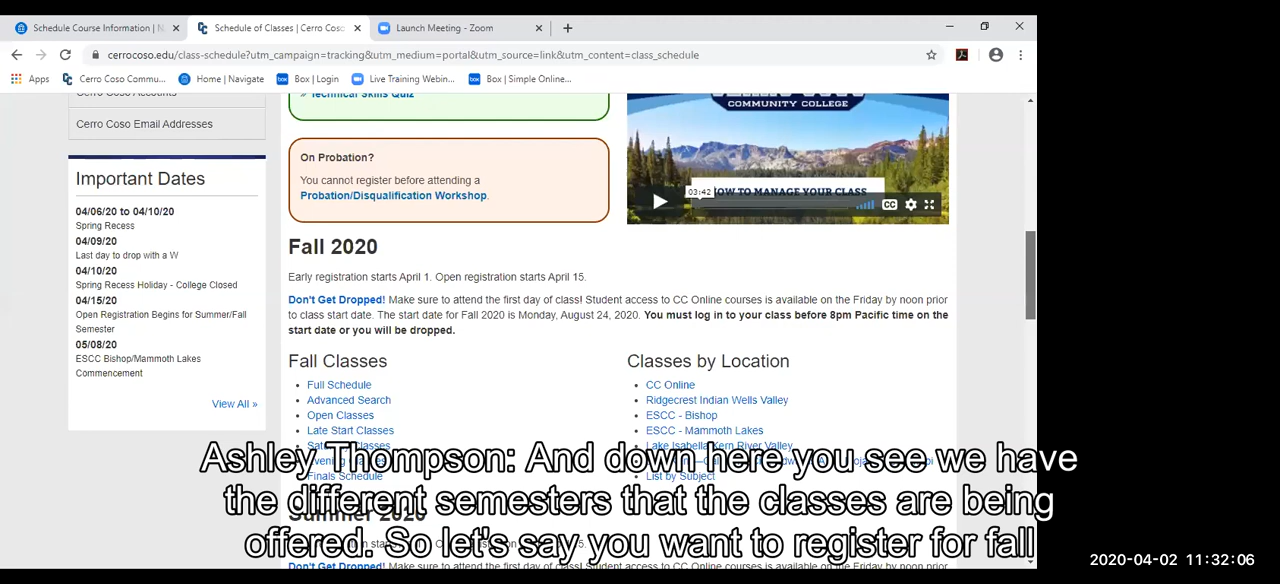 Schedule Course Information | N
Schedule of Classes | Cerro Cos
Launch Meeting - Zoom
cerrocoso.edu/class-schedule?utm_campaign=tracking&utm_medium=portal&utm_source=link&utm_content=class_schedule
Apps
Cerro Coso Commu...
Home | Navigate
Box | Login
Live Training Webin...
Box | Simple Online...
Cerro Coso Accounts
Cerro Coso Email Addresses
Important Dates
04/06/20 to 04/10/20
Spring Recess
04/09/20
Last day to drop with a W
04/10/20
Spring Recess Holiday - College Closed
04/15/20
Open Registration Begins for Summer/Fall
Semester
05/08/20
ESCC Bishop/Mammoth Lakes
Commencement
View All »
Technical Skills Quiz
On Probation?
You cannot register before attending a
Probation/Disqualification Workshop.
COMMUNITY COLLEGE
03:42
HOW TO MANAGE YOUR CLASS
CC
Fall 2020
Early registration starts April 1. Open registration starts April 15.
Don't Get Dropped! Make sure to attend the first day of class! Student access to CC Online courses is available on the Friday by noon prior
to class start date. The start date for Fall 2020 is Monday, August 24, 2020. You must log in to your class before 8pm Pacific time on the
start date or you will be dropped.
Fall Classes
Full Schedule
Advanced Search
Open Classes
Late Start Classes
Classes
Finals Schedule
Classes by Location
CC Online
Ridgecrest Indian Wells Valley
ESCC - Bishop
ESCC - Mammoth Lakes
Lake Isabella Kern River Valley
List by Subject
Summer 2020
Ashley Thompson: And down here you see we have
the different semesters that the classes are being
offered. So let's say you want to register for fall
Don't Get Dropped! Make sure to attend the first day of class! Student access to CC Online courses is available on the Friday by noon prior
2020-04-02 11:32:06